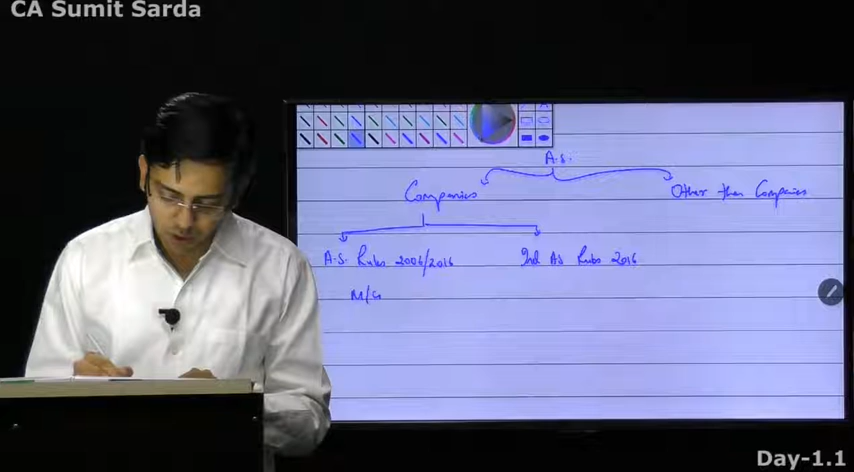 CA Sumit Sarda
A.S.
Companies
Other than Companies
A.S. Rules 2006/2016
Ind AS Rules 2016
Day-1.1